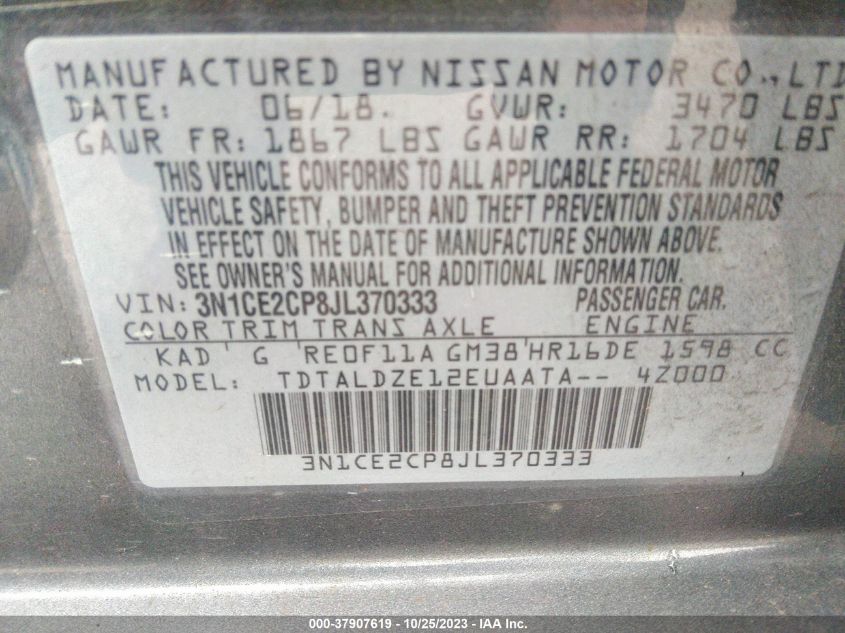 MANUFACTURED BY NISSAN MOTOR CO., LTD
DATE: 06/18. GVWR: 3470 LBS
GAWR FR: 1867 LBS GAWR RR: 1704 LBS
THIS VEHICLE CONFORMS TO ALL APPLICABLE FEDERAL MOTOR
VEHICLE SAFETY, BUMPER AND THEFT PREVENTION STANDARDS
IN EFFECT ON THE DATE OF MANUFACTURE SHOWN ABOVE.
SEE OWNER'S MANUAL FOR ADDITIONAL INFORMATION.
VIN: 3N1CE2CP8JL370333 PASSENGER CAR.
COLOR TRIM TRANS AXLE ENGINE
KAD G RE0F11A GM38 HR16DE 1598 CC
MODEL: TDTALDZE12EUAATA-- 4Z000
3N1CE2CP8JL370333
000-37907619 - 10/25/2023 - IAA Inc.